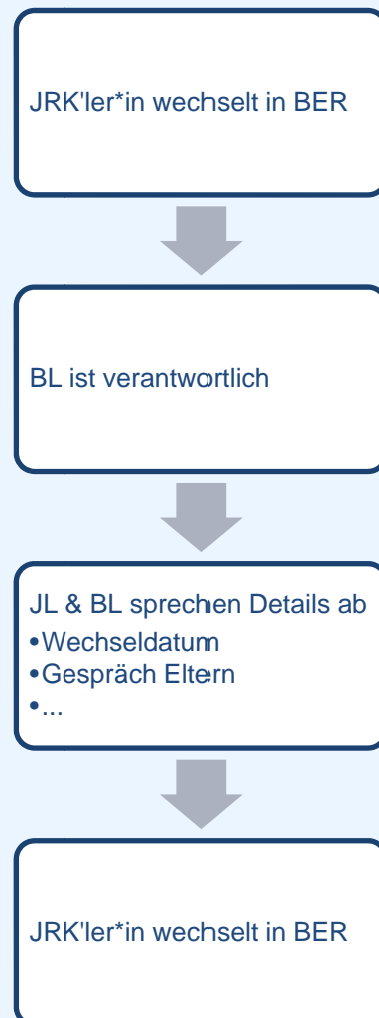 JRK'ler*in wechselt in BER
BL ist verantwortlich
JL & BL sprechen Details ab
•Wechseldatum
•Gespräch Eltern
•...
JRK'ler*in wechselt in BER